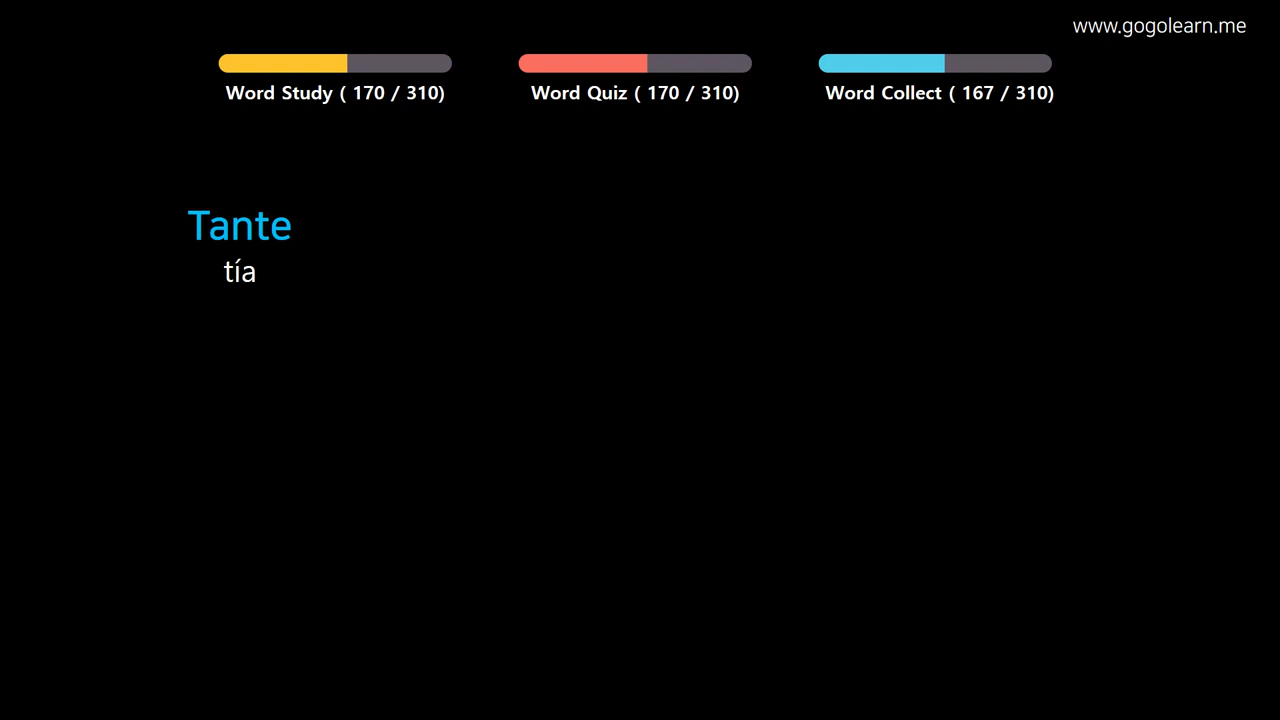 www.gogolearn.me
Word Study ( 170 / 310)
Word Quiz ( 170 / 310)
Word Collect ( 167 / 310)
Tante
tía